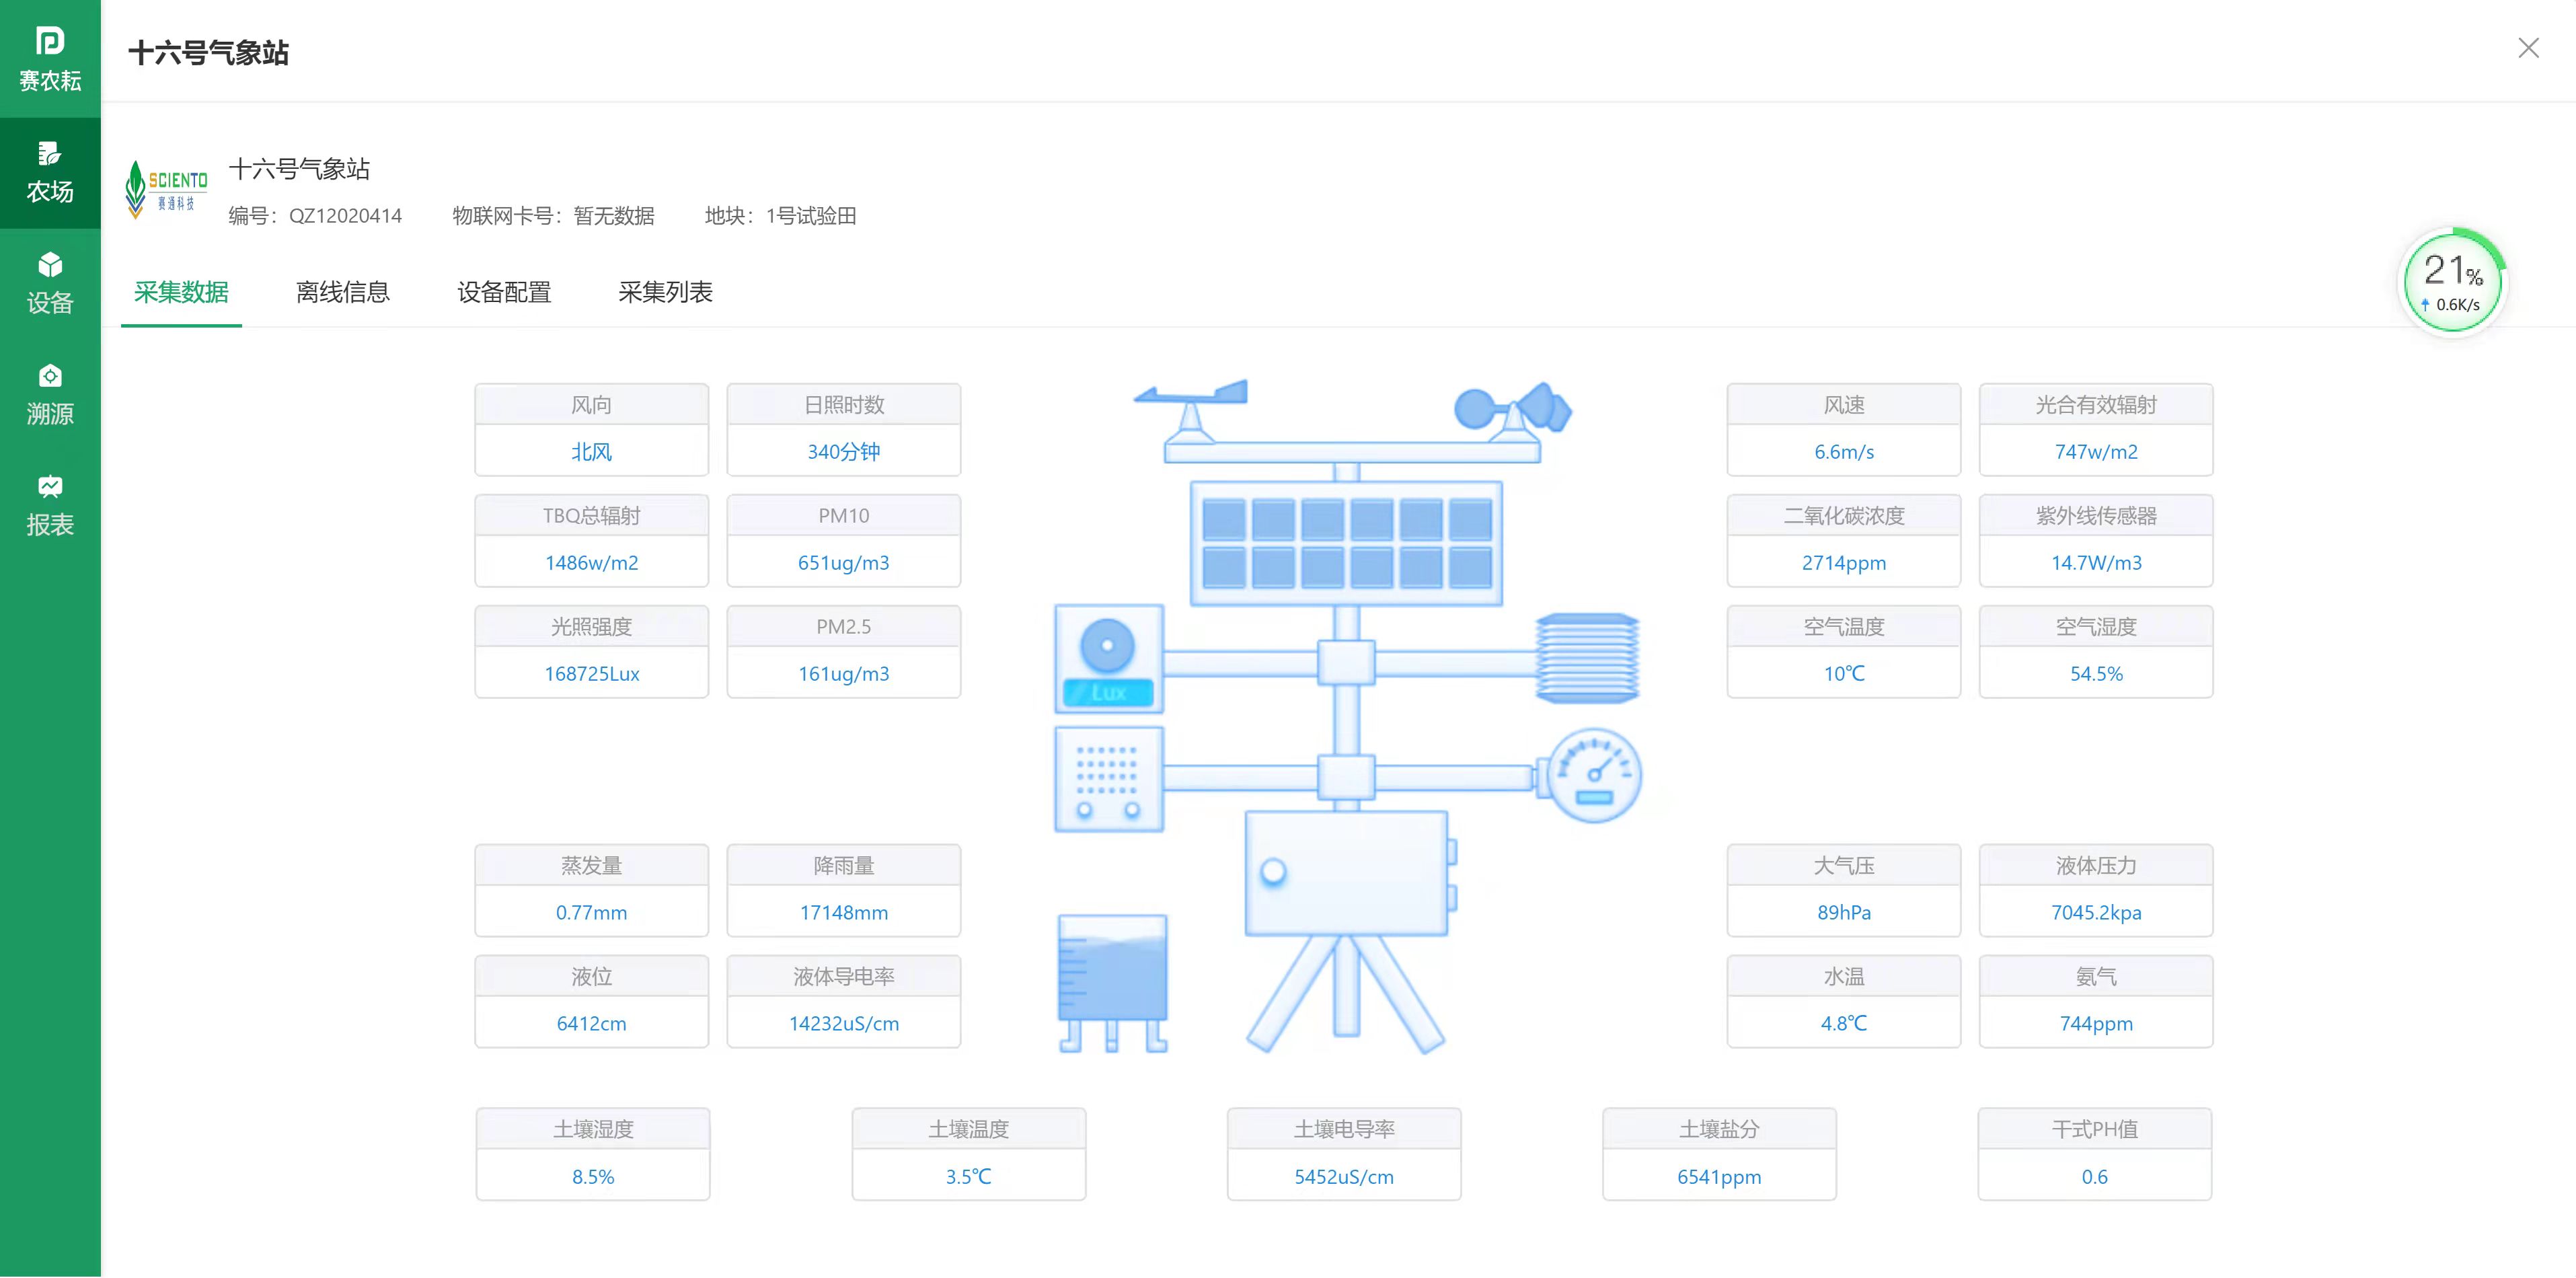 赛农耘
农场
设备
溯源
报表
十六号气象站
SCIENTO
赛通科技
十六号气象站
编号：QZ12020414 物联网卡号：暂无数据 地块：1号试验田
采集数据 离线信息 设备配置 采集列表
21%
0.6K/s
风向 日照时数 风速 光合有效辐射
北风 340分钟 6.6m/s 747w/m2
TBQ总辐射 PM10 二氧化碳浓度 紫外线传感器
1486w/m2 651ug/m3 2714ppm 14.7W/m3
光照强度 PM2.5 空气温度 空气湿度
168725Lux 161ug/m3 10℃ 54.5%
Lux
蒸发量 降雨量 大气压 液体压力
0.77mm 17148mm 89hPa 7045.2kpa
液位 液体导电率 水温 氨气
6412cm 14232uS/cm 4.8℃ 744ppm
土壤湿度 土壤温度 土壤电导率 土壤盐分 干式PH值
8.5% 3.5℃ 5452uS/cm 6541ppm 0.6